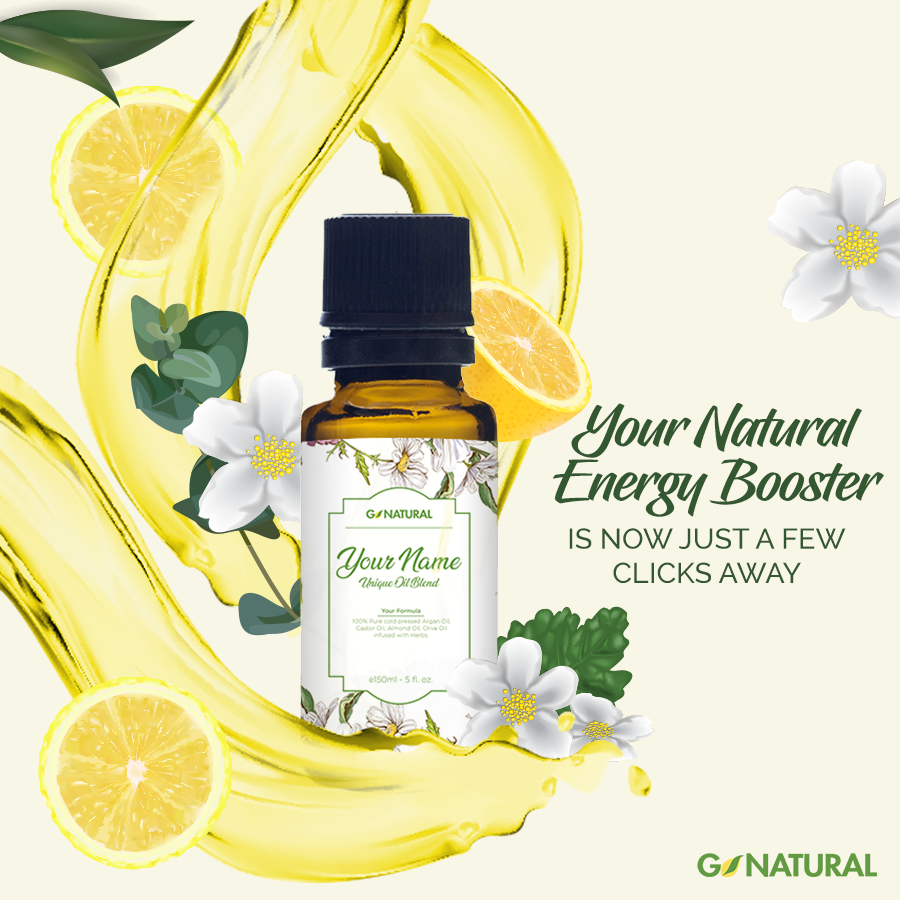 Your Natural
Energy Booster
IS NOW JUST A FEW
CLICKS AWAY
GONATURAL
Your Name
Unique Oil Blend
Your Formula
100% Pure cold pressed Argan Oil,
Castor Oil, Almond Oil, Olive Oil
infused with Herbs.
e150ml - 5 fl. oz.
GONATURAL